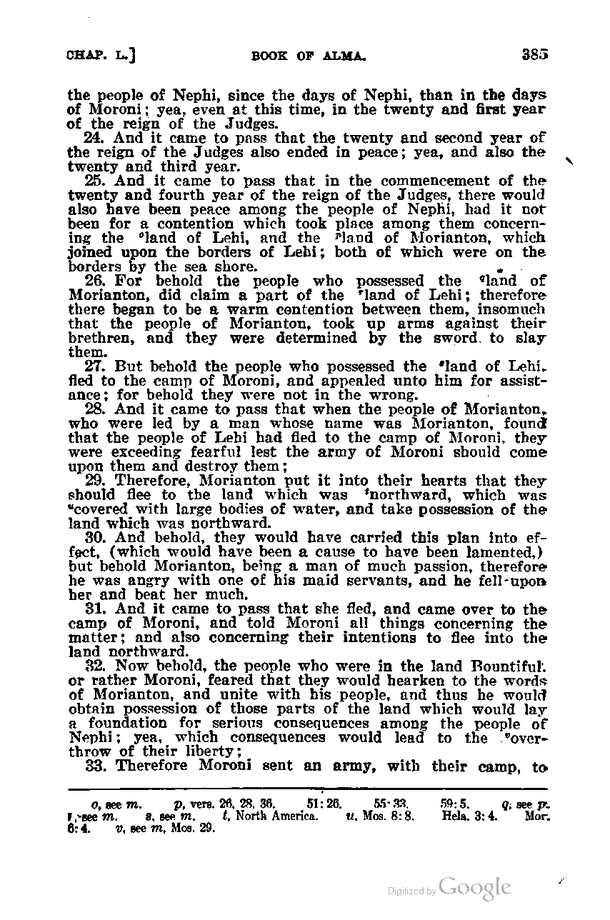 CHAP. L.] BOOK OF ALMA. 385
the people of Nephi, since the days of Nephi, than in the days
of Moroni; yea, even at this time, in the twenty and first year
of the reign of the Judges.
24. And it came to pass that the twenty and second year of
the reign of the Judges also ended in peace; yea, and also the
twenty and third year.
25. And it came to pass that in the commencement of the
twenty and fourth year of the reign of the Judges, there would
also have been peace among the people of Nephi, had it not
been for a contention which took place among them concern-
ing the ᵒland of Lehi, and the ᵖland of Morianton, which
joined upon the borders of Lehi; both of which were on the
borders by the sea shore.
26. For behold the people who possessed the qland of
Morianton, did claim a part of the ʳland of Lehi; therefore
there began to be a warm contention between them, insomuch
that the people of Morianton, took up arms against their
brethren, and they were determined by the sword to slay
them.
27. But behold the people who possessed the ˢland of Lehi.
fled to the camp of Moroni, and appealed unto him for assist-
ance; for behold they were not in the wrong.
28. And it came to pass that when the people of Morianton,
who were led by a man whose name was Morianton, found
that the people of Lehi had fled to the camp of Moroni, they
were exceeding fearful lest the army of Moroni should come
upon them and destroy them;
29. Therefore, Morianton put it into their hearts that they
should flee to the land which was ᵗnorthward, which was
ᵘcovered with large bodies of water, and take possession of the
land which was northward.
30. And behold, they would have carried this plan into ef-
fect, (which would have been a cause to have been lamented,)
but behold Morianton, being a man of much passion, therefore
he was angry with one of his maid servants, and he fell upon
her and beat her much.
31. And it came to pass that she fled, and came over to the
camp of Moroni, and told Moroni all things concerning the
matter; and also concerning their intentions to flee into the
land northward.
32. Now behold, the people who were in the land Bountiful.
or rather Moroni, feared that they would hearken to the words
of Morianton, and unite with his people, and thus he would
obtain possession of those parts of the land which would lay
a foundation for serious consequences among the people of
Nephi; yea, which consequences would lead to the ᵛover-
throw of their liberty;
33. Therefore Moroni sent an army, with their camp, to
o, see m. p, vers. 26, 28, 36. 51:26. 55:33. 59:5. q, see p.
r, see m. s, see m. t, North America. u, Mos. 8:8. Hela. 3:4. Mor.
6:4. v, see m, Mos. 29.
Digitized by Google